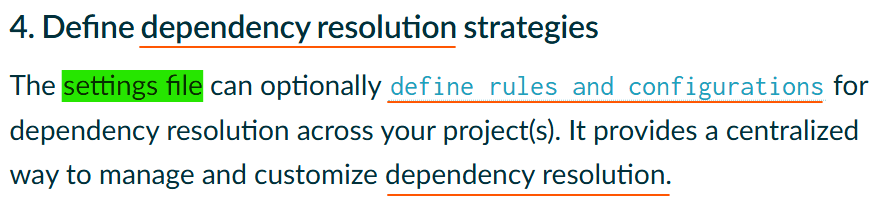 4. Define dependency resolution strategies
The settings file can optionally define rules and configurations for
dependency resolution across your project(s). It provides a centralized
way to manage and customize dependency resolution.